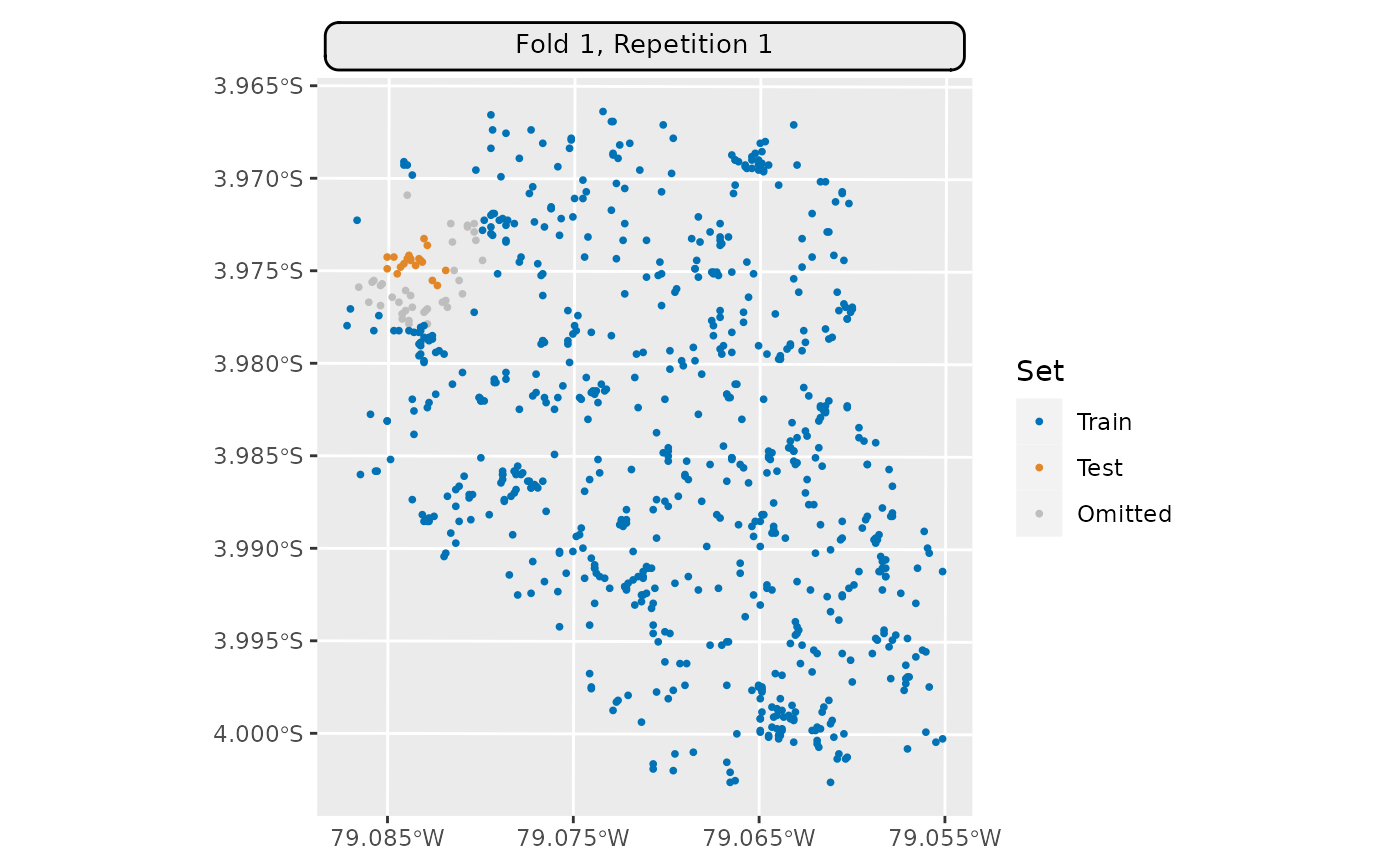 Fold 1, Repetition 1
3.965°S
3.970°S
3.975°S
3.980°S
3.985°S
3.990°S
3.995°S
4.000°S
79.085°W 79.075°W 79.065°W 79.055°W
Set
Train
Test
Omitted